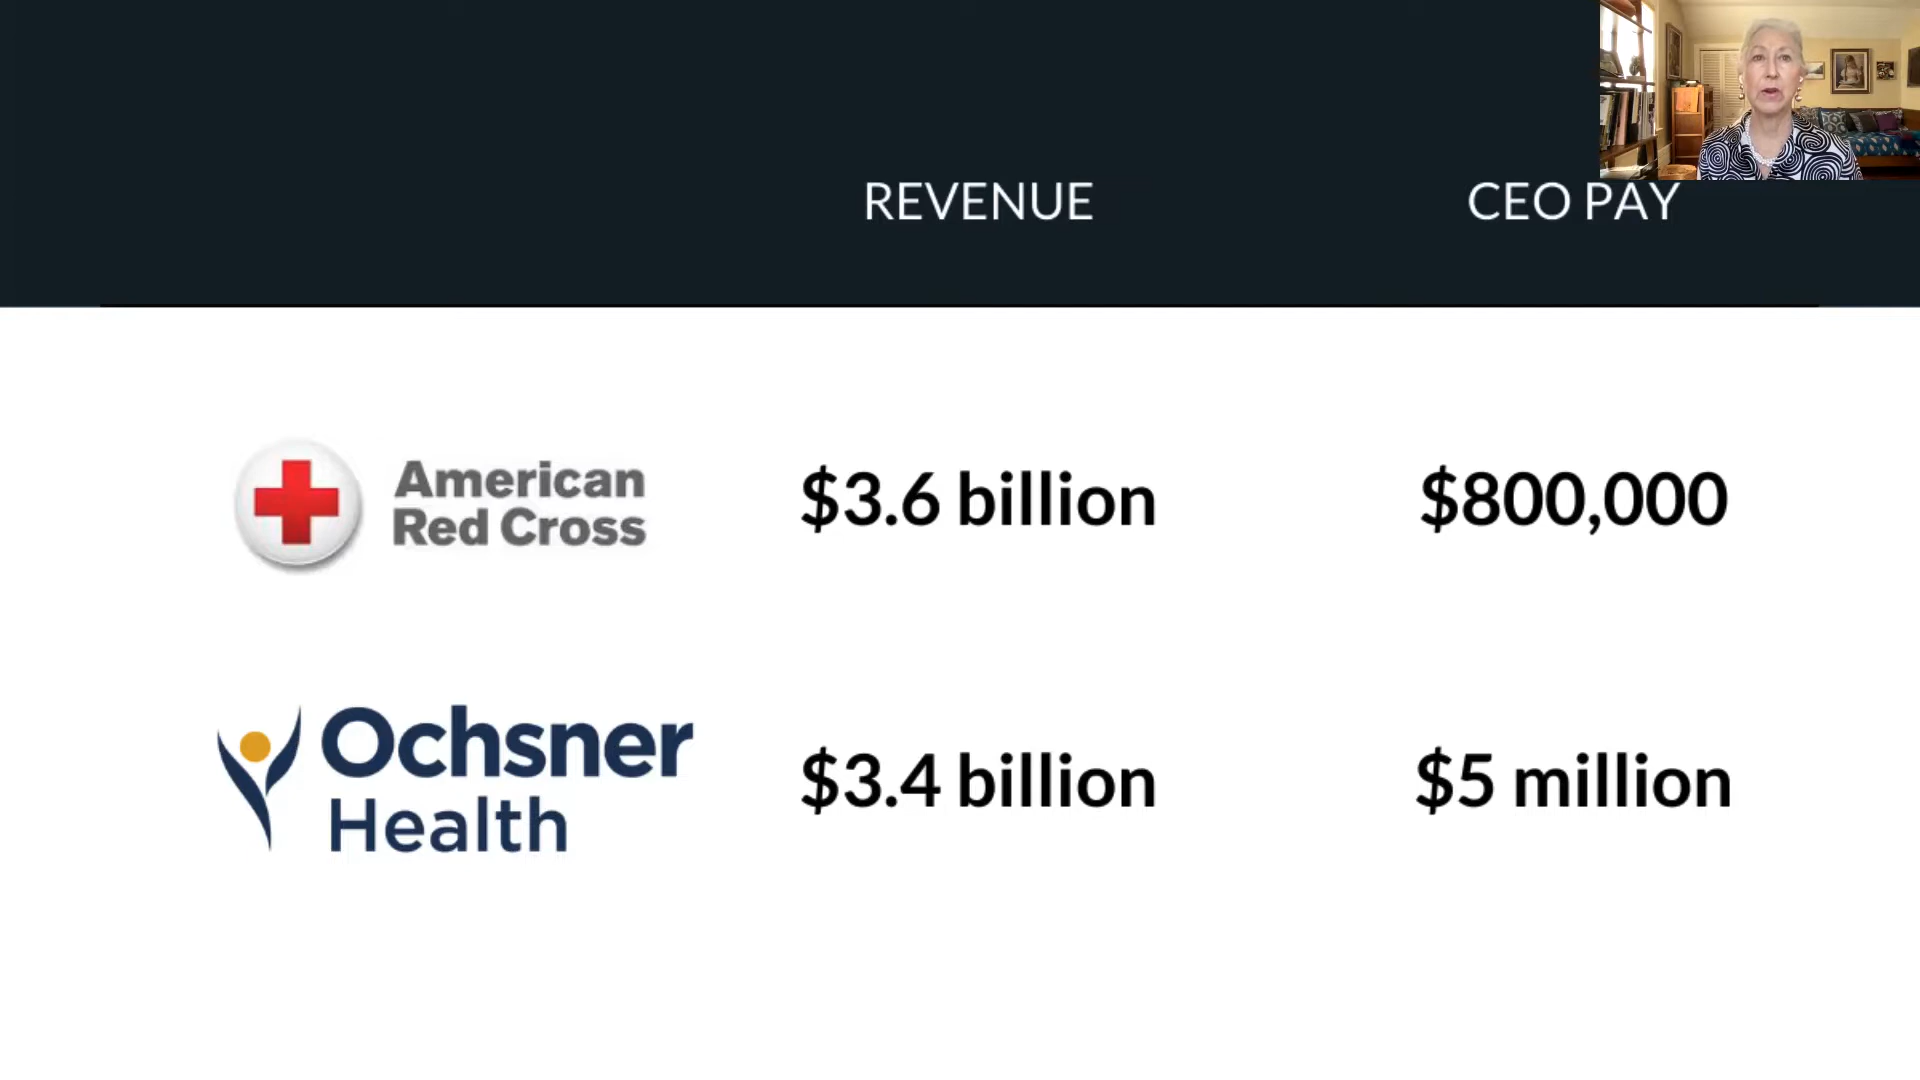 REVENUE CEO PAY
American
Red Cross
$3.6 billion $800,000
Ochsner
Health
$3.4 billion $5 million